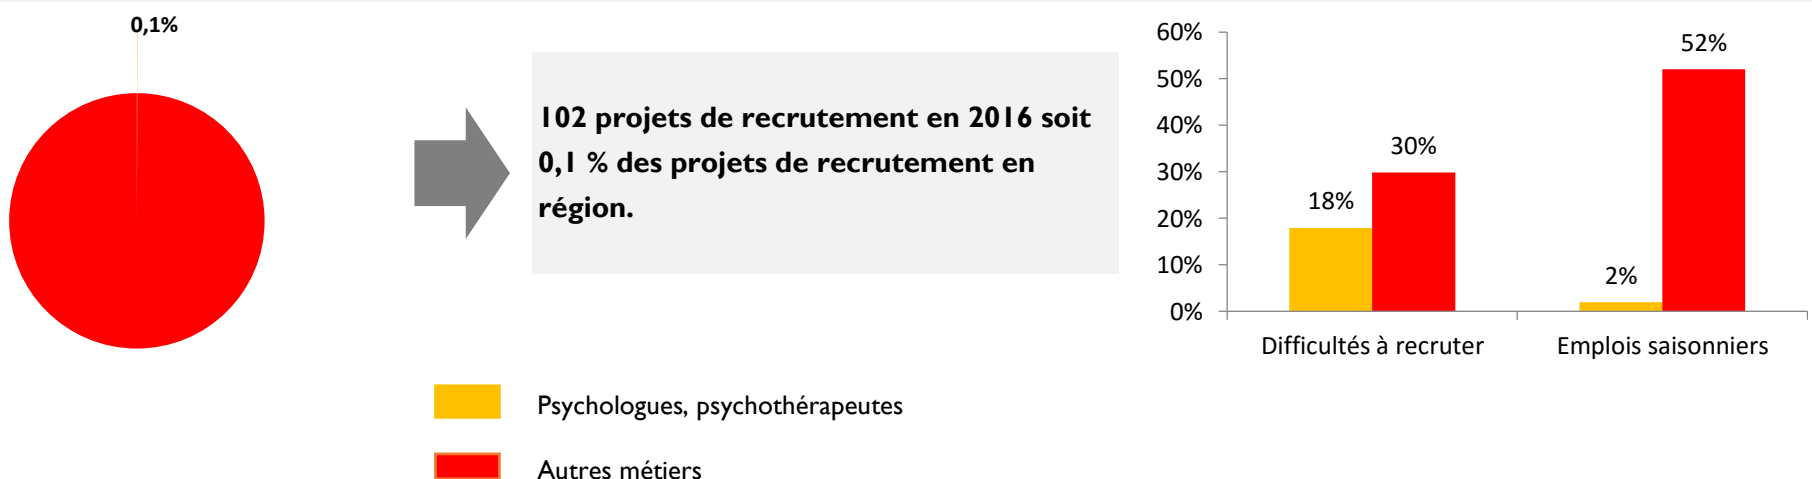 0,1%
102 projets de recrutement en 2016 soit
0,1 % des projets de recrutement en
région.
60%
50%
40%
30%
20%
10%
0%
18%
30%
2%
52%
Difficultés à recruter
Emplois saisonniers
Psychologues, psychothérapeutes
Autres métiers